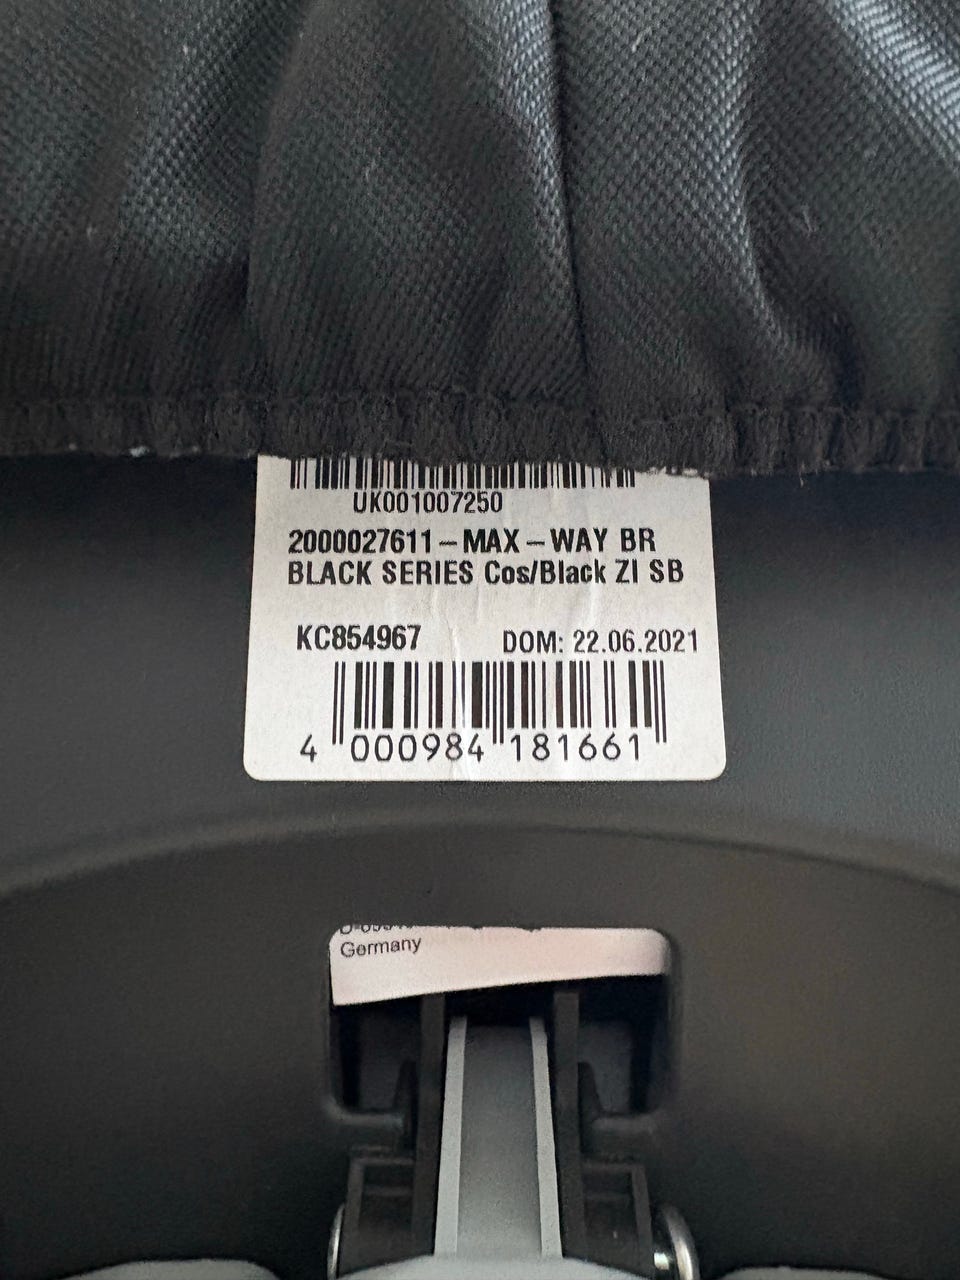 UK001007250
2000027611-MAX-WAY BR
BLACK SERIES Cos/Black ZI SB
KC854967 DOM: 22.06.2021
4 000984 181661
Germany